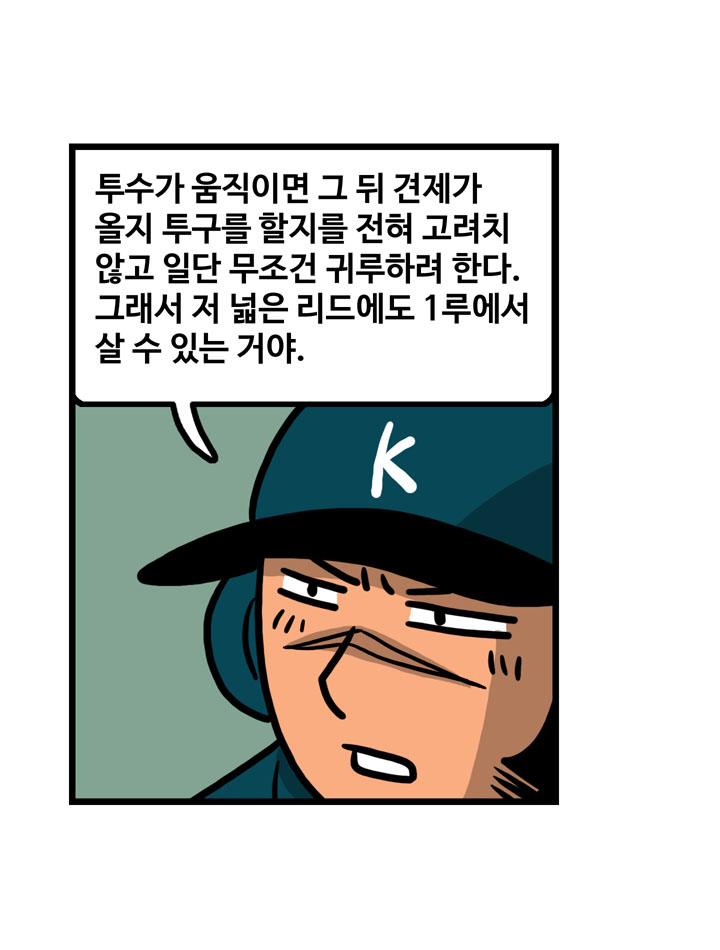 투수가 움직이면 그 뒤 견제가
올지 투구를 할지를 전혀 고려치
않고 일단 무조건 귀루하려 한다.
그래서 저 넓은 리드에도 1루에서
살 수 있는 거야.
K